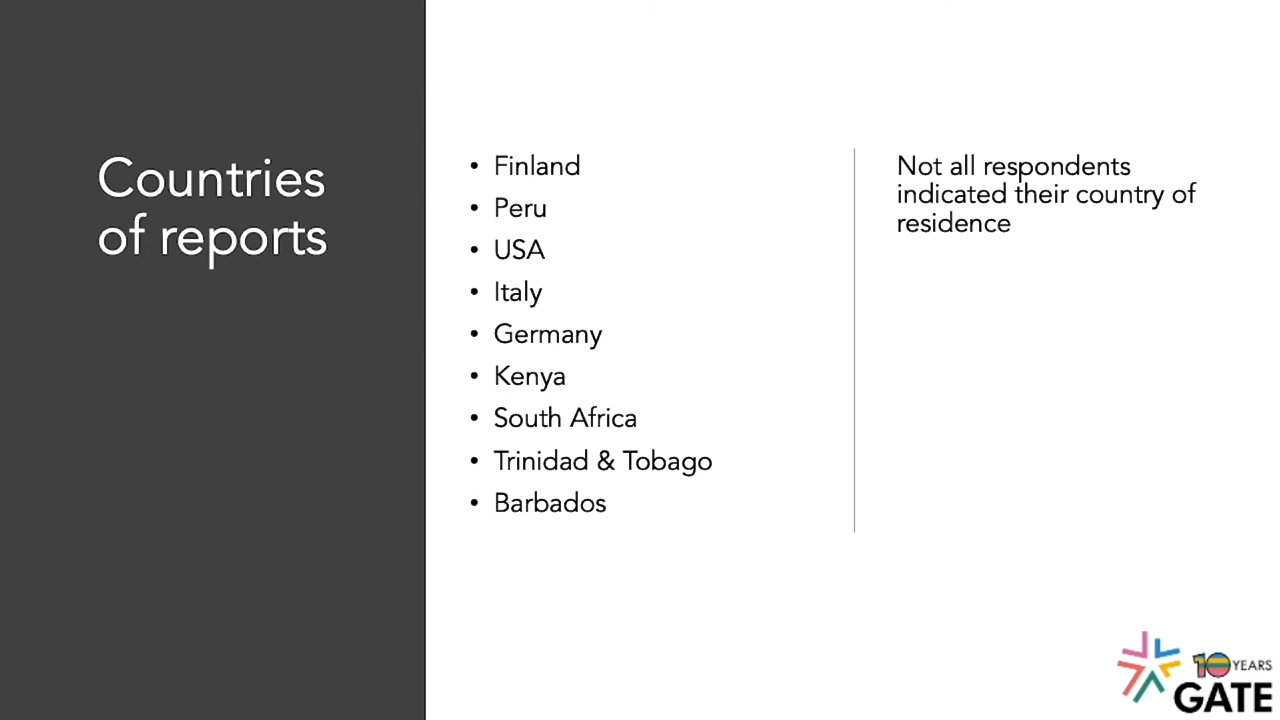 Countries
of reports
• Finland
• Peru
• USA
• Italy
• Germany
• Kenya
• South Africa
• Trinidad & Tobago
• Barbados
Not all respondents
indicated their country of
residence
10 YEARS
GATE